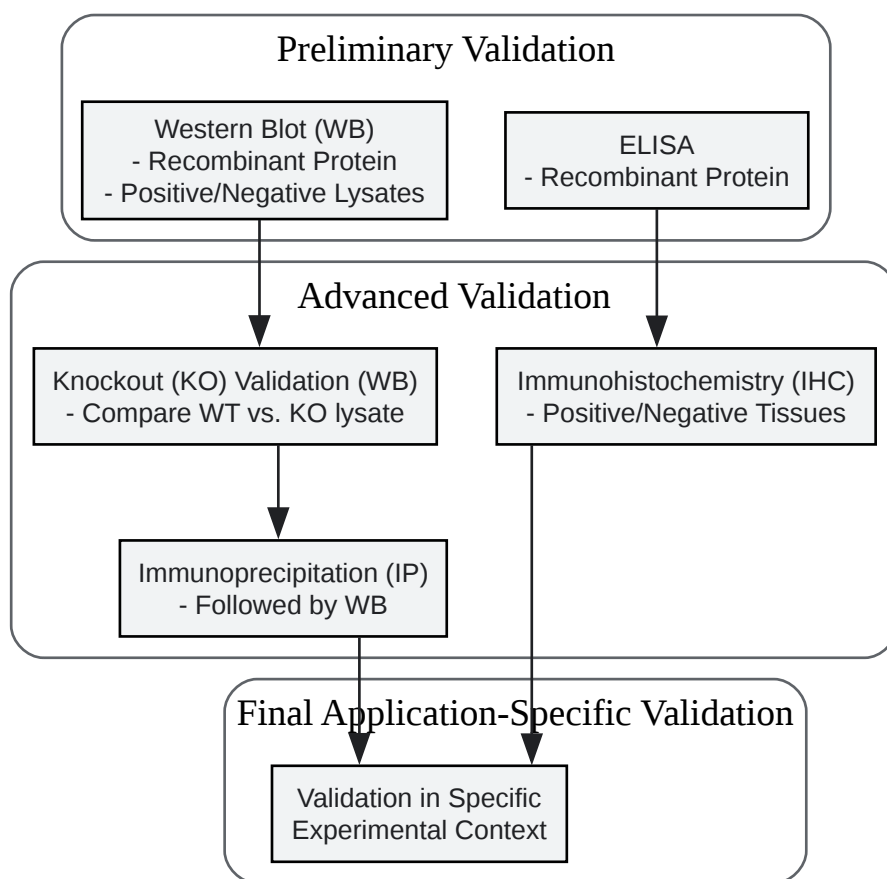 Preliminary Validation
Western Blot (WB)
- Recombinant Protein
- Positive/Negative Lysates
ELISA
- Recombinant Protein
Advanced Validation
Knockout (KO) Validation (WB)
- Compare WT vs. KO lysate
Immunohistochemistry (IHC)
- Positive/Negative Tissues
Immunoprecipitation (IP)
- Followed by WB
Final Application-Specific Validation
Validation in Specific
Experimental Context